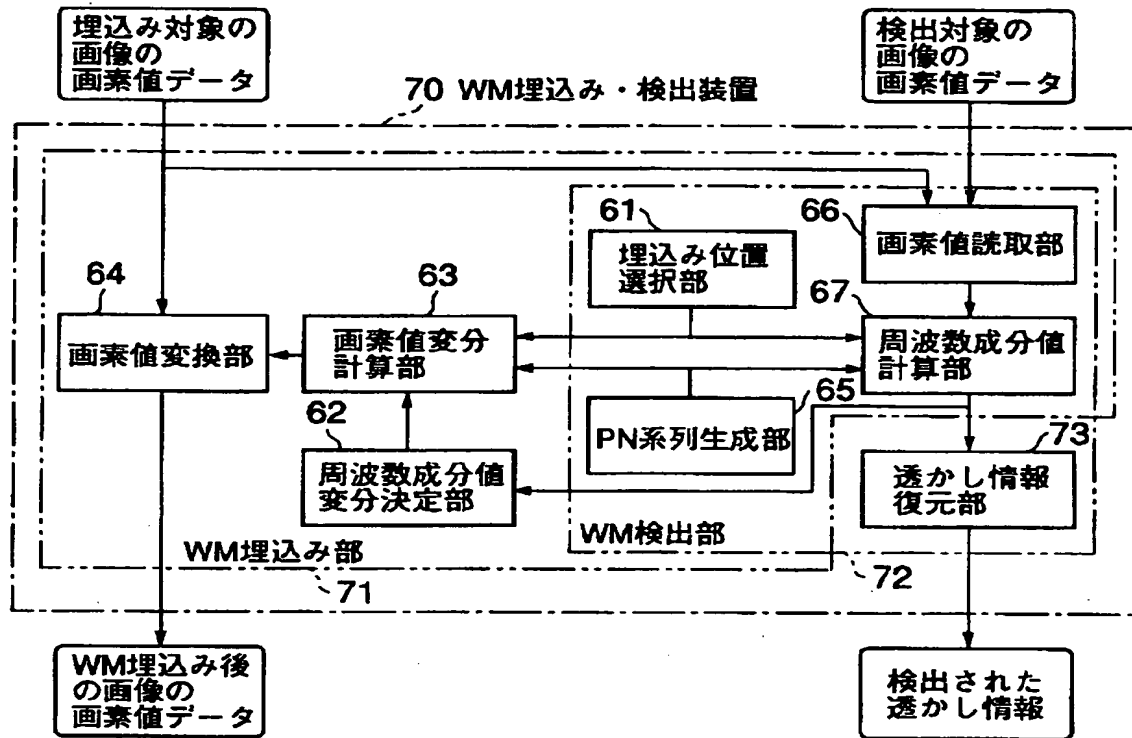 埋込み対象の
画像の
画素値データ
検出対象の
画像の
画素値データ
70 WM埋込み・検出装置
61
埋込み位置
選択部
66
画素値読取部
64
画素値変換部
63
画素値変分
計算部
67
周波数成分値
計算部
62
周波数成分値
変分決定部
65
PN系列生成部
73
透かし情報
復元部
WM埋込み部
71
WM検出部
72
WM埋込み後
の画像の
画素値データ
検出された
透かし情報